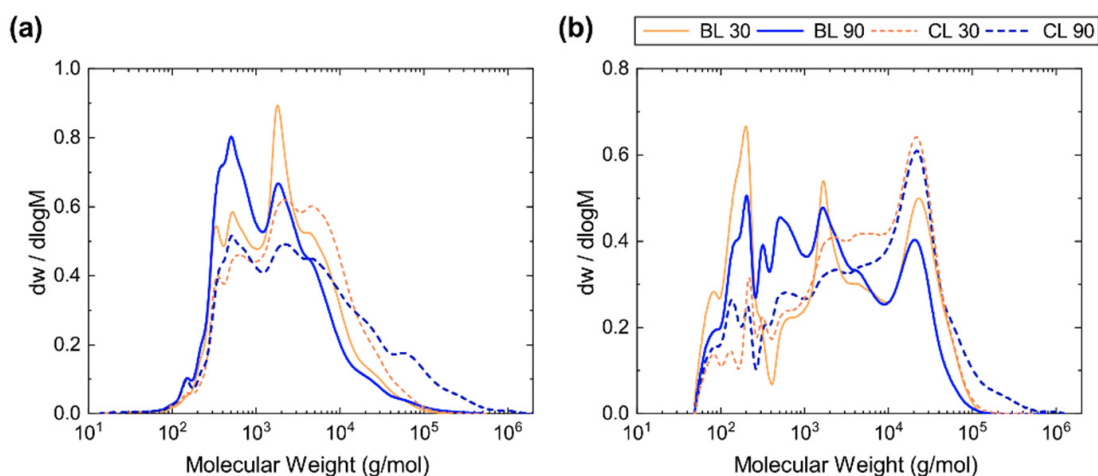 (a)
(b)
BL 30 BL 90 CL 30 CL 90
1.0
0.8
0.6
0.4
0.2
0.0
dw / dlogM
10¹ 10² 10³ 10⁴ 10⁵ 10⁶
Molecular Weight (g/mol)
0.8
0.6
0.4
0.2
0.0
dw / dlogM
10¹ 10² 10³ 10⁴ 10⁵ 10⁶
Molecular Weight (g/mol)